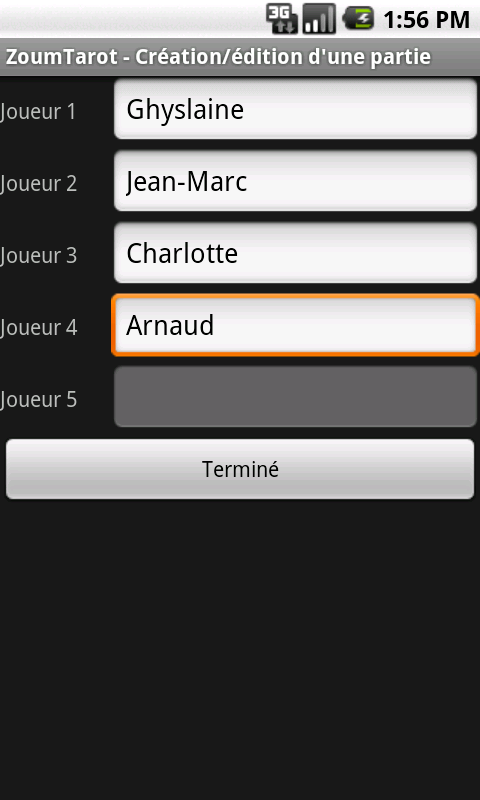 3G 1:56 PM
ZoumTarot - Création/édition d'une partie
Joueur 1 Ghyslaine
Joueur 2 Jean-Marc
Joueur 3 Charlotte
Joueur 4 Arnaud
Joueur 5
Terminé